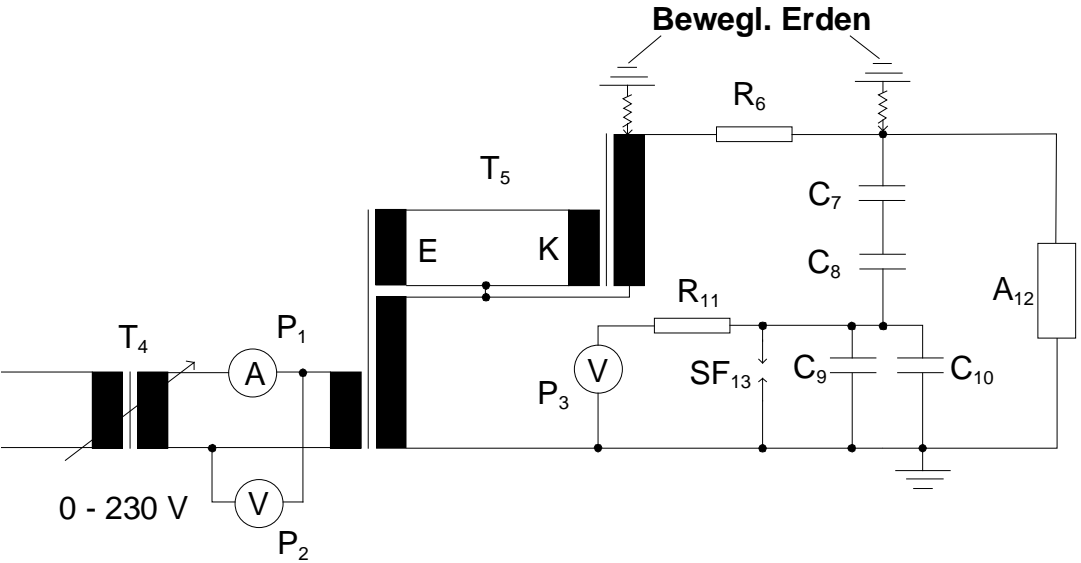 Bewegl. Erden
R6
T5
C7
E K
C8
A12
R11
T4 P1
A
V
P3
SF13
C9
C10
0 - 230 V
V
P2